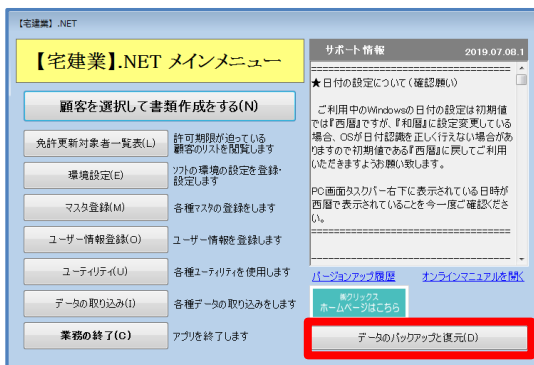 【宅建業】.NET
【宅建業】.NET メインメニュー
顧客を選択して書類作成をする(N)
免許更新対象者一覧表(L)
許可期限が迫っている
顧客のリストを閲覧します
環境設定(E)
ソフトの環境の設定を登録・
設定します
マスタ登録(M)
各種マスタの登録をします
ユーザー情報登録(O)
ユーザー情報を登録します
ユーティリティ(U)
各種ユーティリティを使用します
データの取り込み(I)
各種データの取り込みをします
業務の終了(C)
アプリを終了します
サポート情報
2019.07.08.1
==============================
★日付の設定について(確認願い)
ご利用中のWindowsの日付の設定は初期値
では『西暦』ですが、『和暦』に設定変更している
場合、OSが日付認識を正しく行えない場合があ
りますので初期値である『西暦』に戻してご利用
いただきますようお願い致します。
PC画面タスクバー右下に表示されている日時が
西暦で表示されていることを今一度ご確認くださ
い。
==============================
バージョンアップ履歴
オンラインマニュアルを開く
㈱クリックス
ホームページはこちら
データのバックアップと復元(D)